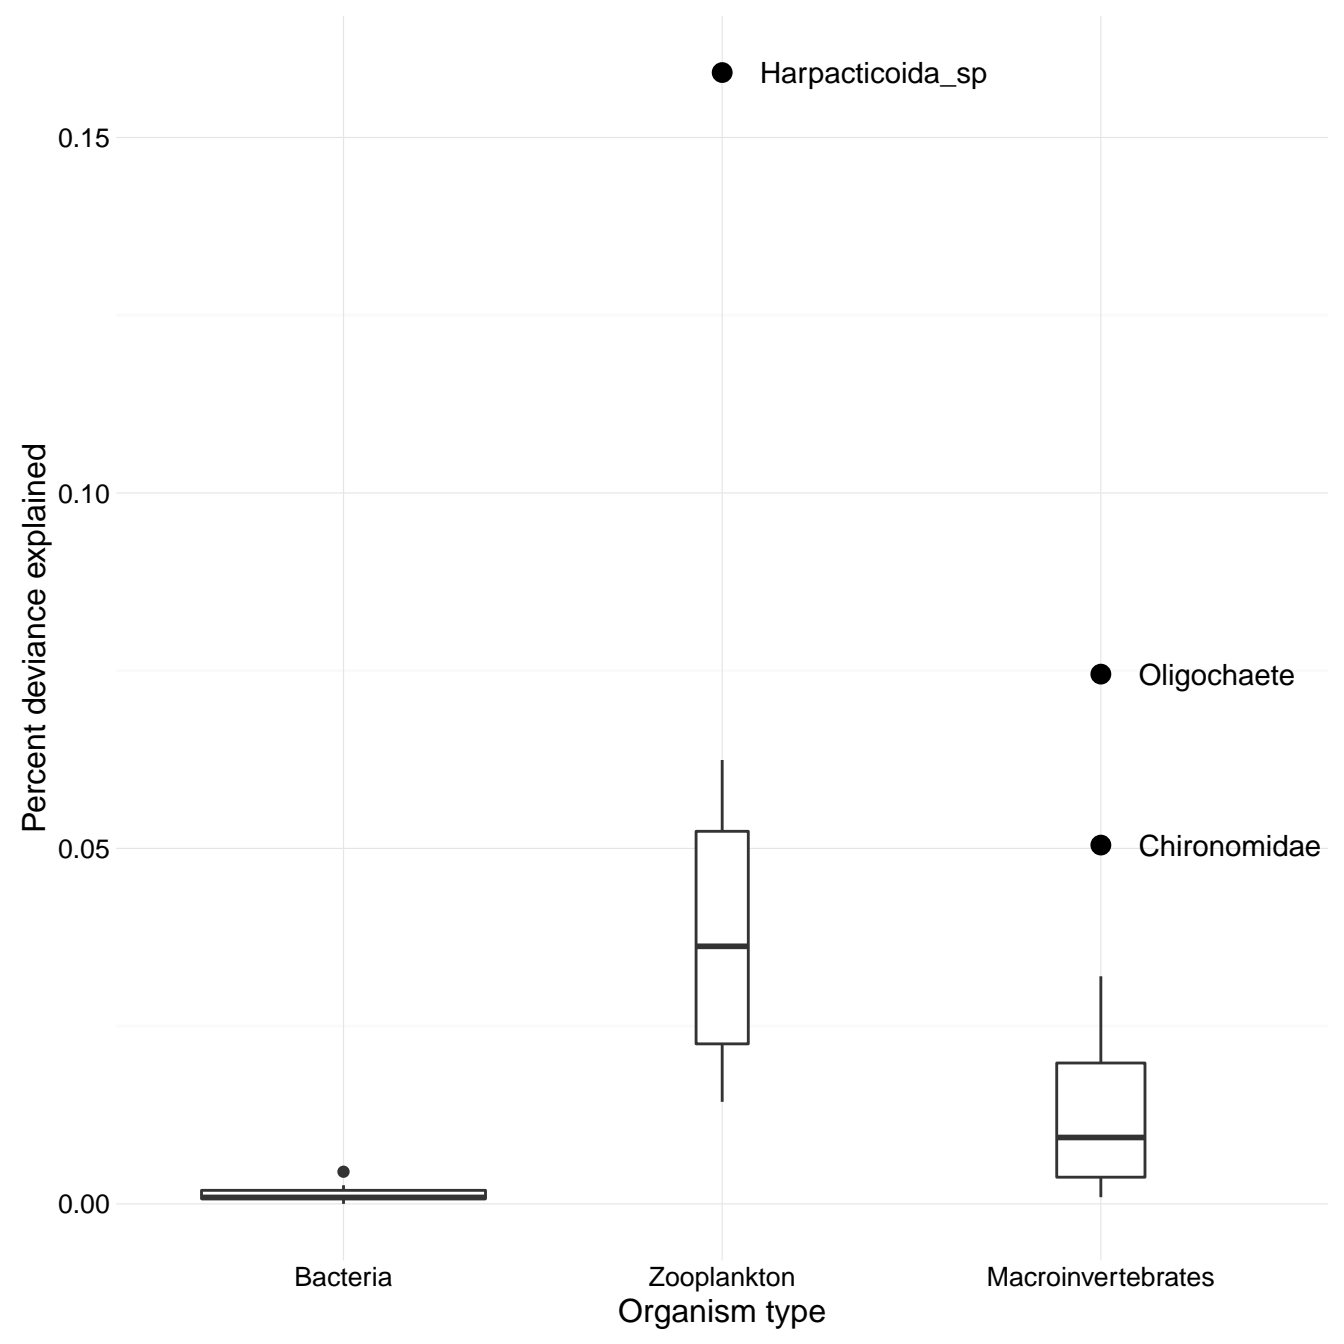 Harpacticoida_sp
0.15
Percent deviance explained
0.10
Oligochaete
0.05
Chironomidae
0.00
Bacteria
Zooplankton
Macroinvertebrates
Organism type